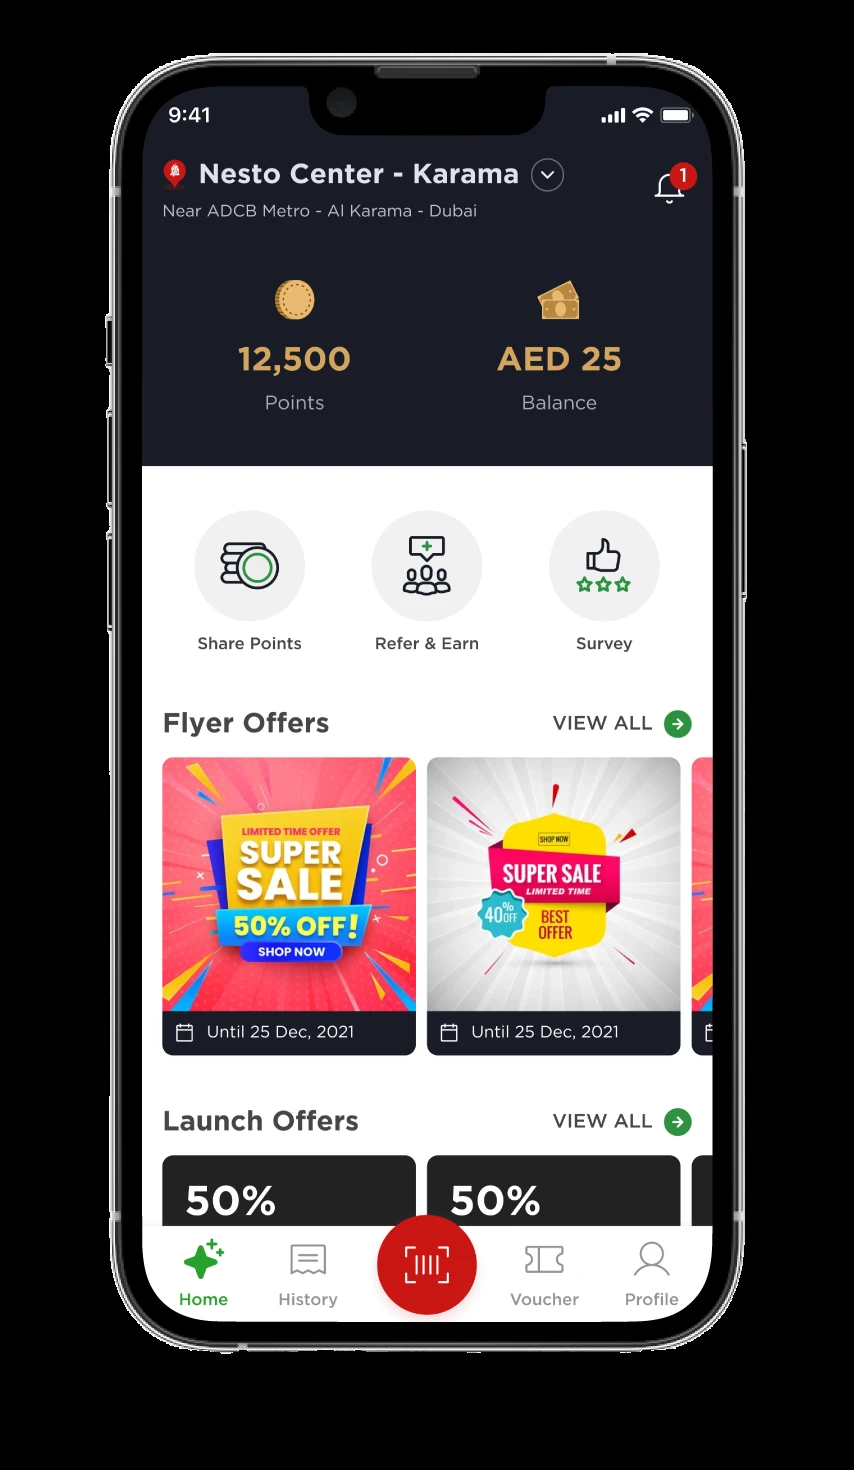 9:41
Nesto Center - Karama
1
Near ADCB Metro - Al Karama - Dubai
12,500
AED 25
Points
Balance
Share Points
Refer & Earn
Survey
Flyer Offers
VIEW ALL
LIMITED TIME OFFER
SUPER
SALE
50% OFF!
SHOP NOW
SHOP NOW
SUPER SALE
LIMITED TIME
40% OFF
BEST
OFFER
Until 25 Dec, 2021
Until 25 Dec, 2021
Launch Offers
VIEW ALL
50%
50%
Home
History
Voucher
Profile